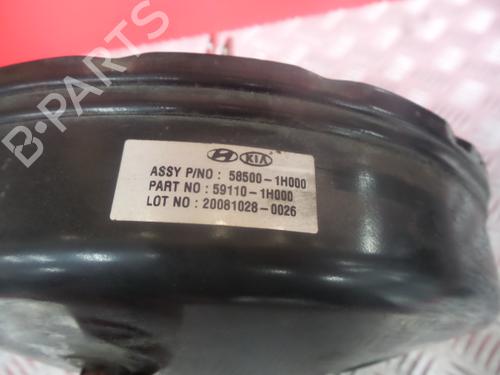 B-PARTS
KIA
ASSY P/NO : 58500-1H000
PART NO : 59110-1H000
LOT NO : 20081028-0026